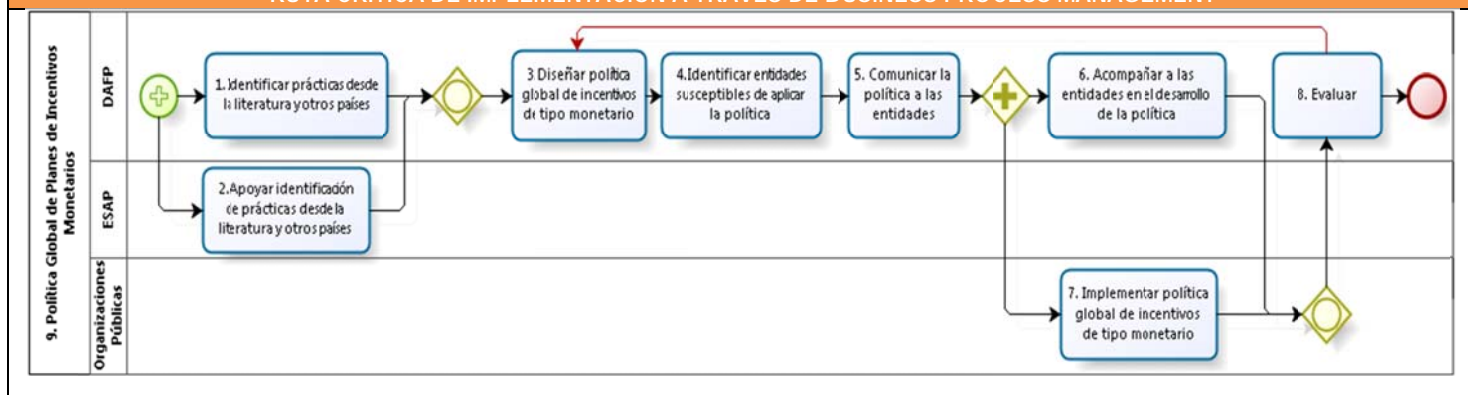 9. Política Global de Planes de Incentivos
Monetarios
DAFP
1. Identificar prácticas desde
la literatura y otros países
3 Diseñar política
global de incentivos
de tipo monetario
4.Identificar entidades
susceptibles de aplicar
la política
5. Comunicar la
política a las
entidades
6. Acompañar a las
entidades en el desarrollo
de la política
8. Evaluar
ESAP
2.Apoyar identificación
de prácticas desde la
literatura y otros países
Organizaciones
Públicas
7. Implementar política
global de incentivos
de tipo monetario